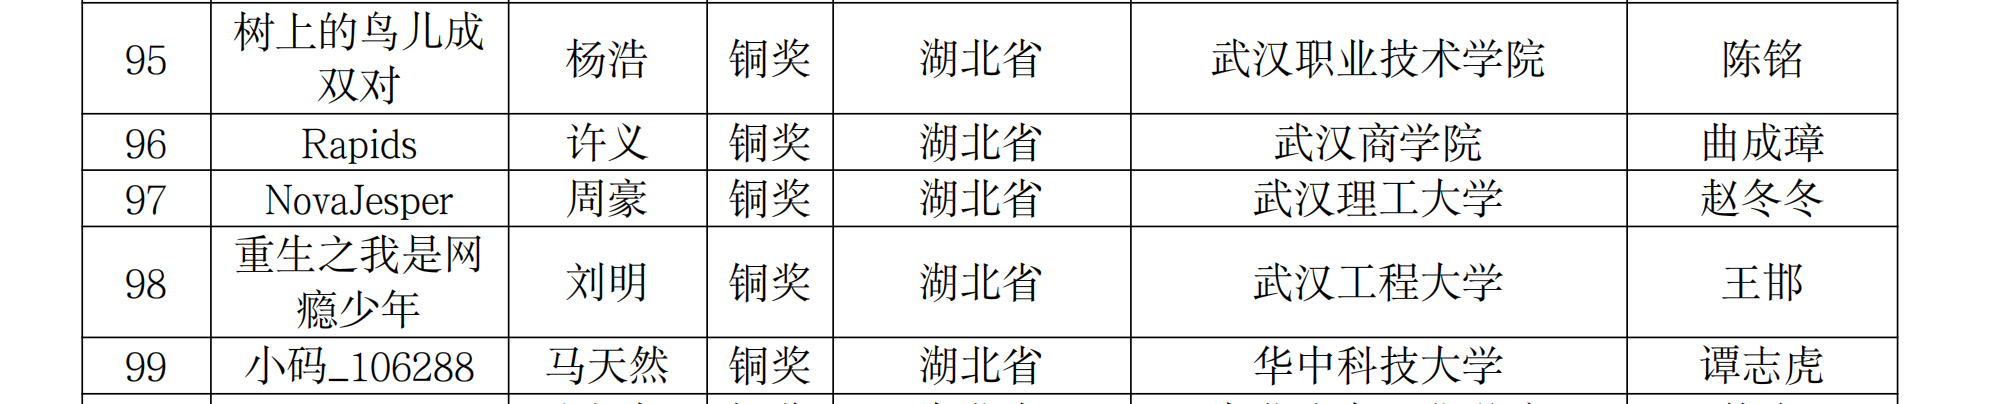 95 树上的鸟儿成双对 杨浩 铜奖 湖北省 武汉职业技术学院 陈铭
96 Rapids 许义 铜奖 湖北省 武汉商学院 曲成璋
97 NovaJesper 周豪 铜奖 湖北省 武汉理工大学 赵冬冬
98 重生之我是网瘾少年 刘明 铜奖 湖北省 武汉工程大学 王邯
99 小码_106288 马天然 铜奖 湖北省 华中科技大学 谭志虎